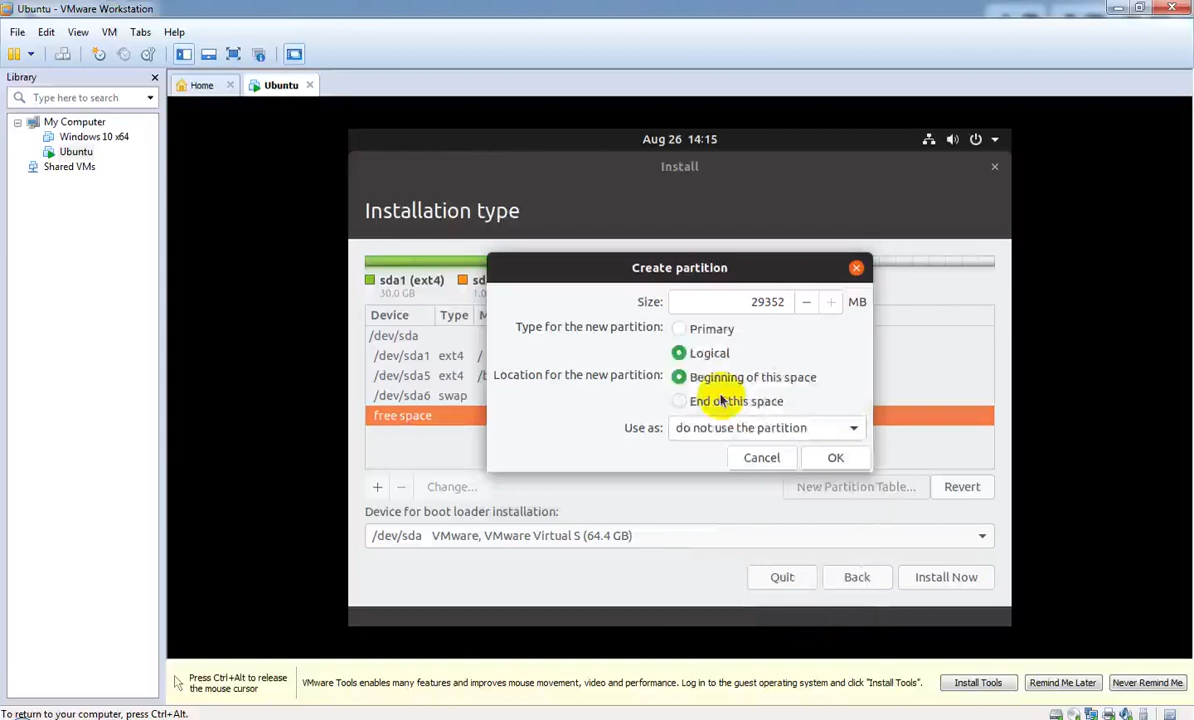 Ubuntu - VMware Workstation
File Edit View VM Tabs Help
Library
Home Ubuntu
Type here to search
My Computer
Windows 10 x64
Ubuntu
Shared VMs
Aug 26 14:15
Install
Installation type
Create partition
sda1 (ext4)
30.0 GB
Size: 29352 MB
Device Type
Type for the new partition: Primary
/dev/sda
Logical
/dev/sda1 ext4 /
Location for the new partition: Beginning of this space
/dev/sda5 ext4
End of this space
/dev/sda6 swap
free space
Use as: do not use the partition
Cancel OK
+ − Change... New Partition Table... Revert
Device for boot loader installation:
/dev/sda VMware, VMware Virtual S (64.4 GB)
Quit Back Install Now
Press Ctrl+Alt to release
the mouse cursor
VMware Tools enables many features and improves mouse movement, video and performance. Log in to the guest operating system and click "Install Tools".
Install Tools Remind Me Later Never Remind Me
To return to your computer, press Ctrl+Alt.